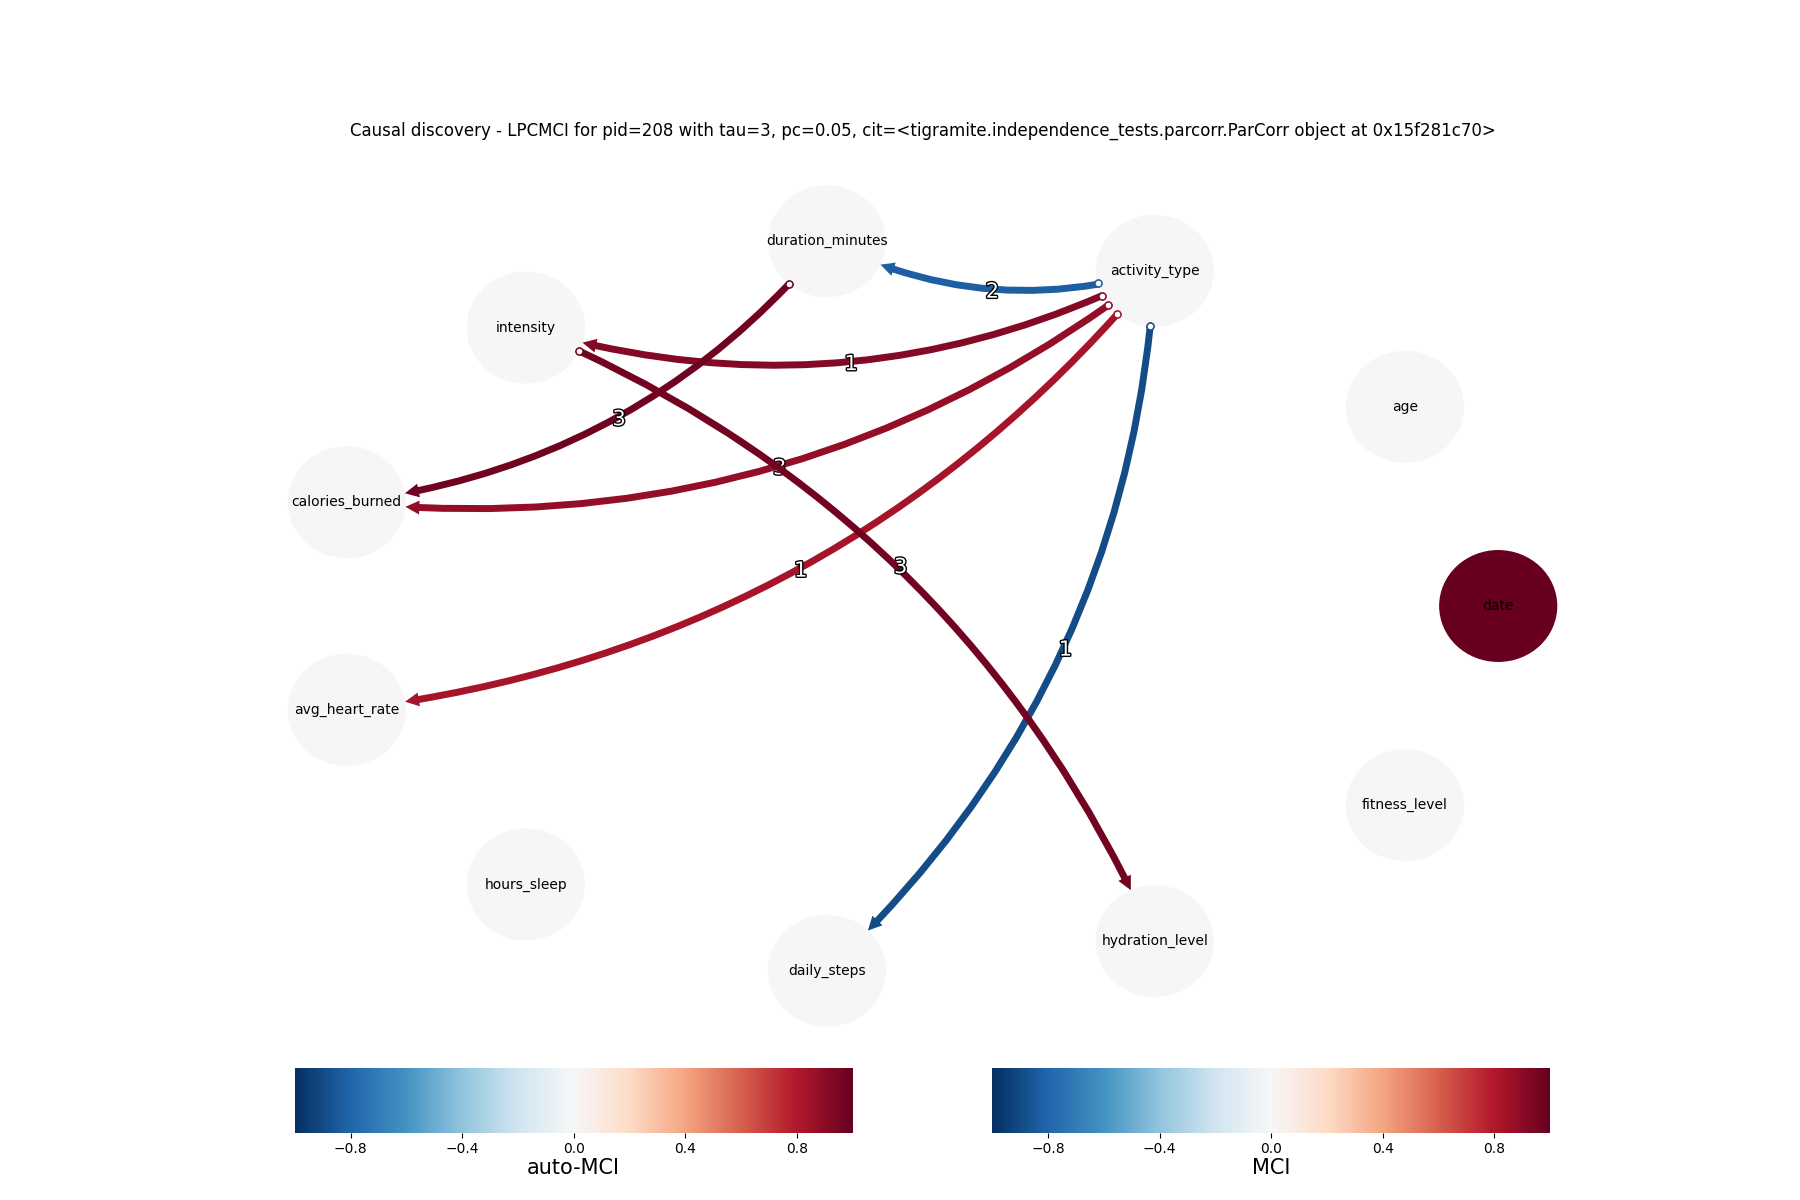 Causal discovery - LPCMCI for pid=208 with tau=3, pc=0.05, cit=<tigramite.independence_tests.parcorr.ParCorr object at 0x15f281c70>
duration_minutes
activity_type
2
intensity
1
age
3
calories_burned
date
1
3
1
avg_heart_rate
fitness_level
hours_sleep
daily_steps
hydration_level
−0.8 −0.4 0.0 0.4 0.8
auto-MCI
−0.8 −0.4 0.0 0.4 0.8
MCI